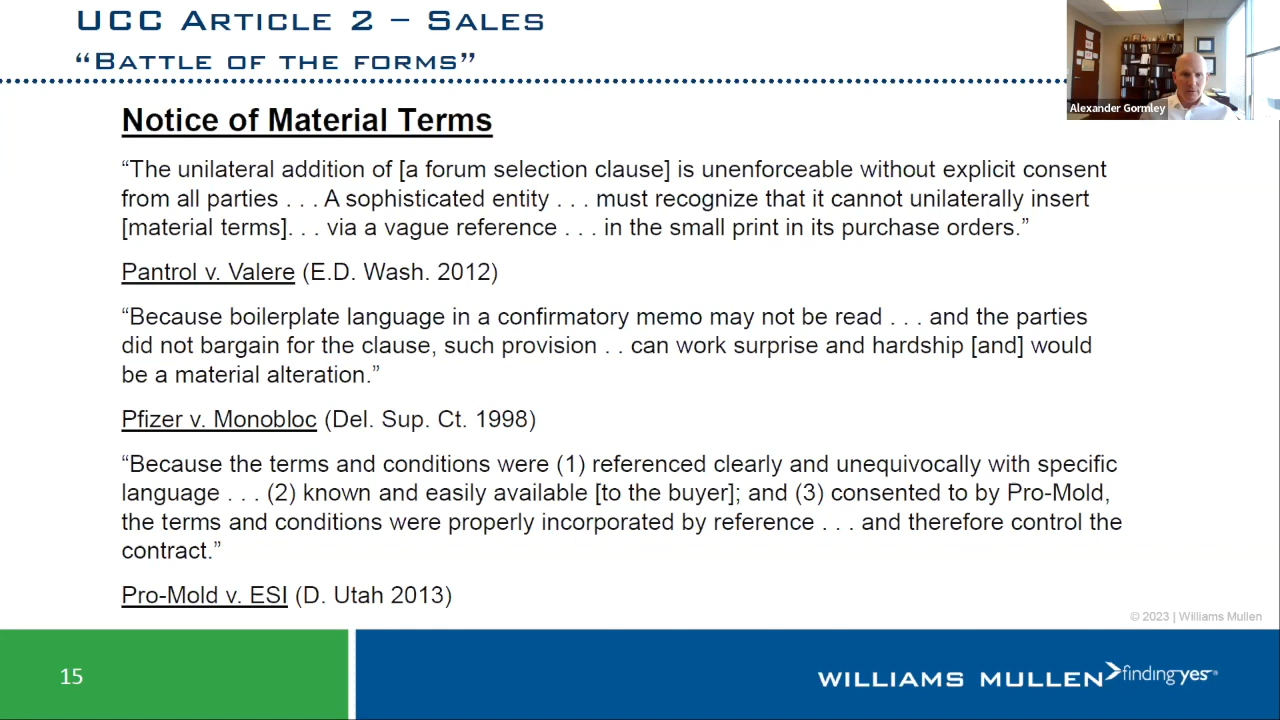 UCC ARTICLE 2 – SALES
“BATTLE OF THE FORMS”
Alexander Gormley
Notice of Material Terms
“The unilateral addition of [a forum selection clause] is unenforceable without explicit consent
from all parties . . . A sophisticated entity . . . must recognize that it cannot unilaterally insert
[material terms]. . . via a vague reference . . . in the small print in its purchase orders.”
Pantrol v. Valere (E.D. Wash. 2012)
“Because boilerplate language in a confirmatory memo may not be read . . . and the parties
did not bargain for the clause, such provision . . can work surprise and hardship [and] would
be a material alteration.”
Pfizer v. Monobloc (Del. Sup. Ct. 1998)
“Because the terms and conditions were (1) referenced clearly and unequivocally with specific
language . . . (2) known and easily available [to the buyer]; and (3) consented to by Pro-Mold,
the terms and conditions were properly incorporated by reference . . . and therefore control the
contract.”
Pro-Mold v. ESI (D. Utah 2013)
© 2023 | Williams Mullen
15
WILLIAMS MULLEN finding yes®